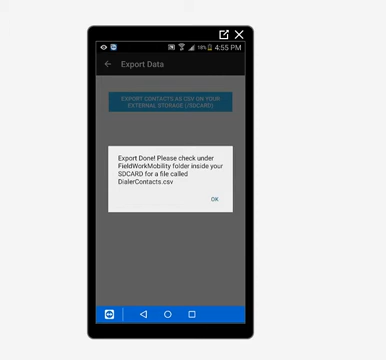 18% 4:55 PM
Export Data
EXPORT CONTACTS AS CSV ON YOUR
EXTERNAL STORAGE (/SDCARD)
Export Done! Please check under
FieldWorkMobility folder inside your
SDCARD for a file called
DialerContacts.csv
OK